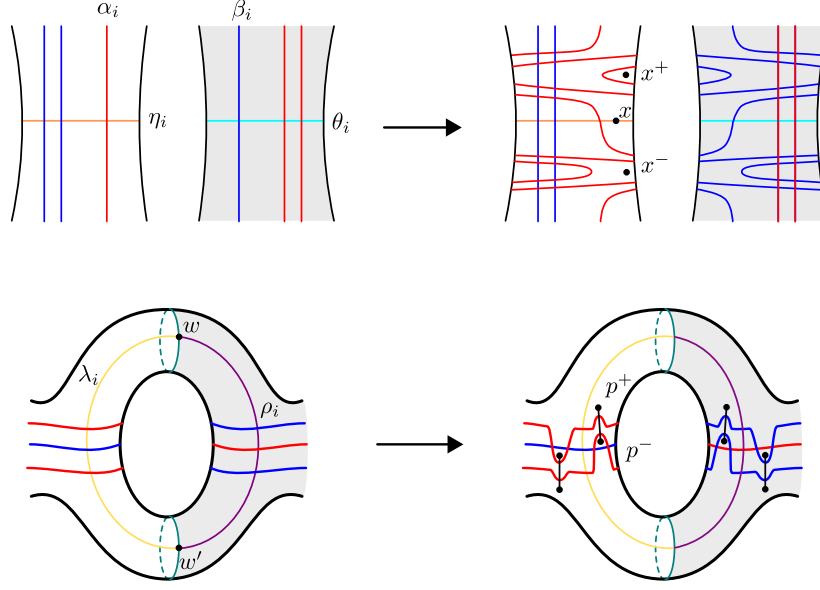 α_i
β_i
η_i
θ_i
x^+
x
x^-
w
λ_i
ρ_i
w′
p^+
p^-